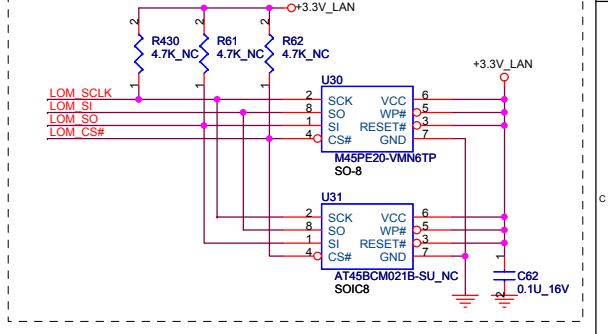 +3.3V_LAN
2 2 2
R430 R61 R62
4.7K_NC 4.7K_NC 4.7K_NC
+3.3V_LAN
1 1 1
U30
LOM_SCLK 2 SCK VCC 6
LOM_SI 8 SO WP# 5
LOM_SO 1 SI RESET# 3
LOM_CS# 4 CS# GND 7
M45PE20-VMN6TP
SO-8
U31
2 SCK VCC 6
8 SO WP# 5
1 SI RESET# 3
4 CS# GND 7
AT45BCM021B-SU_NC
SOIC8
1
C62
0.1U_16V
2
C